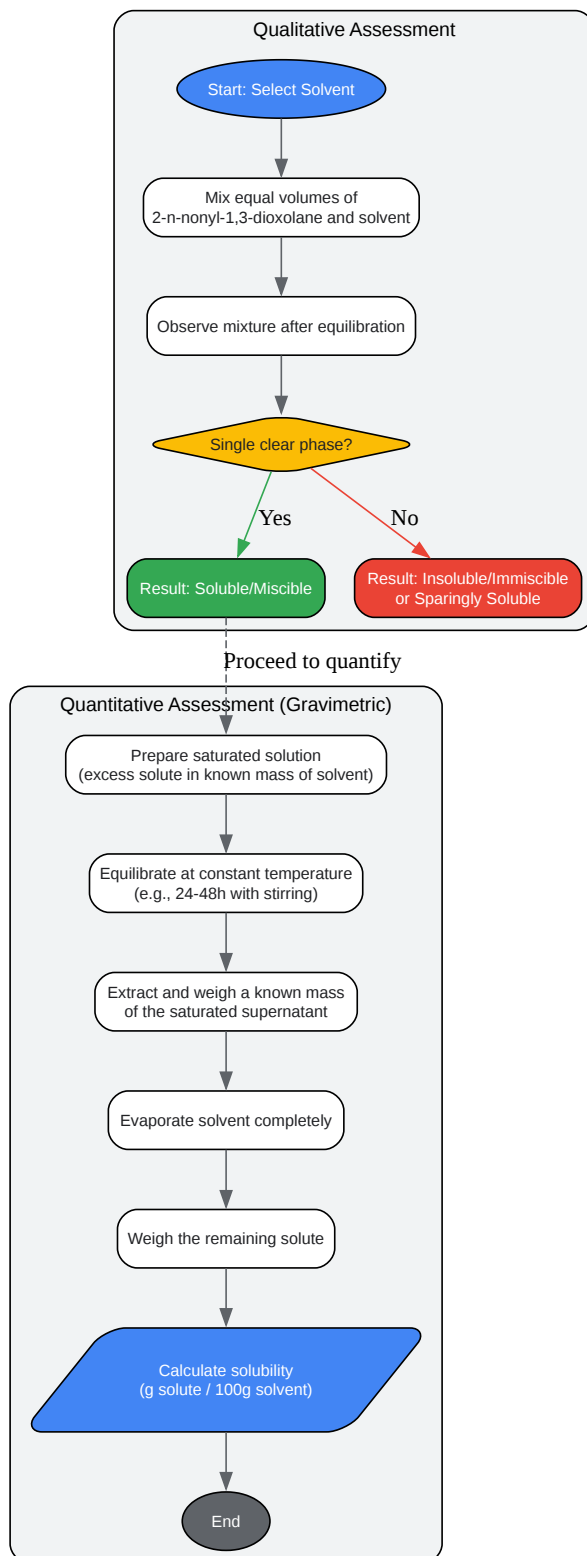 Qualitative Assessment
Start: Select Solvent
Mix equal volumes of
2-n-nonyl-1,3-dioxolane and solvent
Observe mixture after equilibration
Single clear phase?
Yes
No
Result: Soluble/Miscible
Result: Insoluble/Immiscible
or Sparingly Soluble
Proceed to quantify
Quantitative Assessment (Gravimetric)
Prepare saturated solution
(excess solute in known mass of solvent)
Equilibrate at constant temperature
(e.g., 24-48h with stirring)
Extract and weigh a known mass
of the saturated supernatant
Evaporate solvent completely
Weigh the remaining solute
Calculate solubility
(g solute / 100g solvent)
End